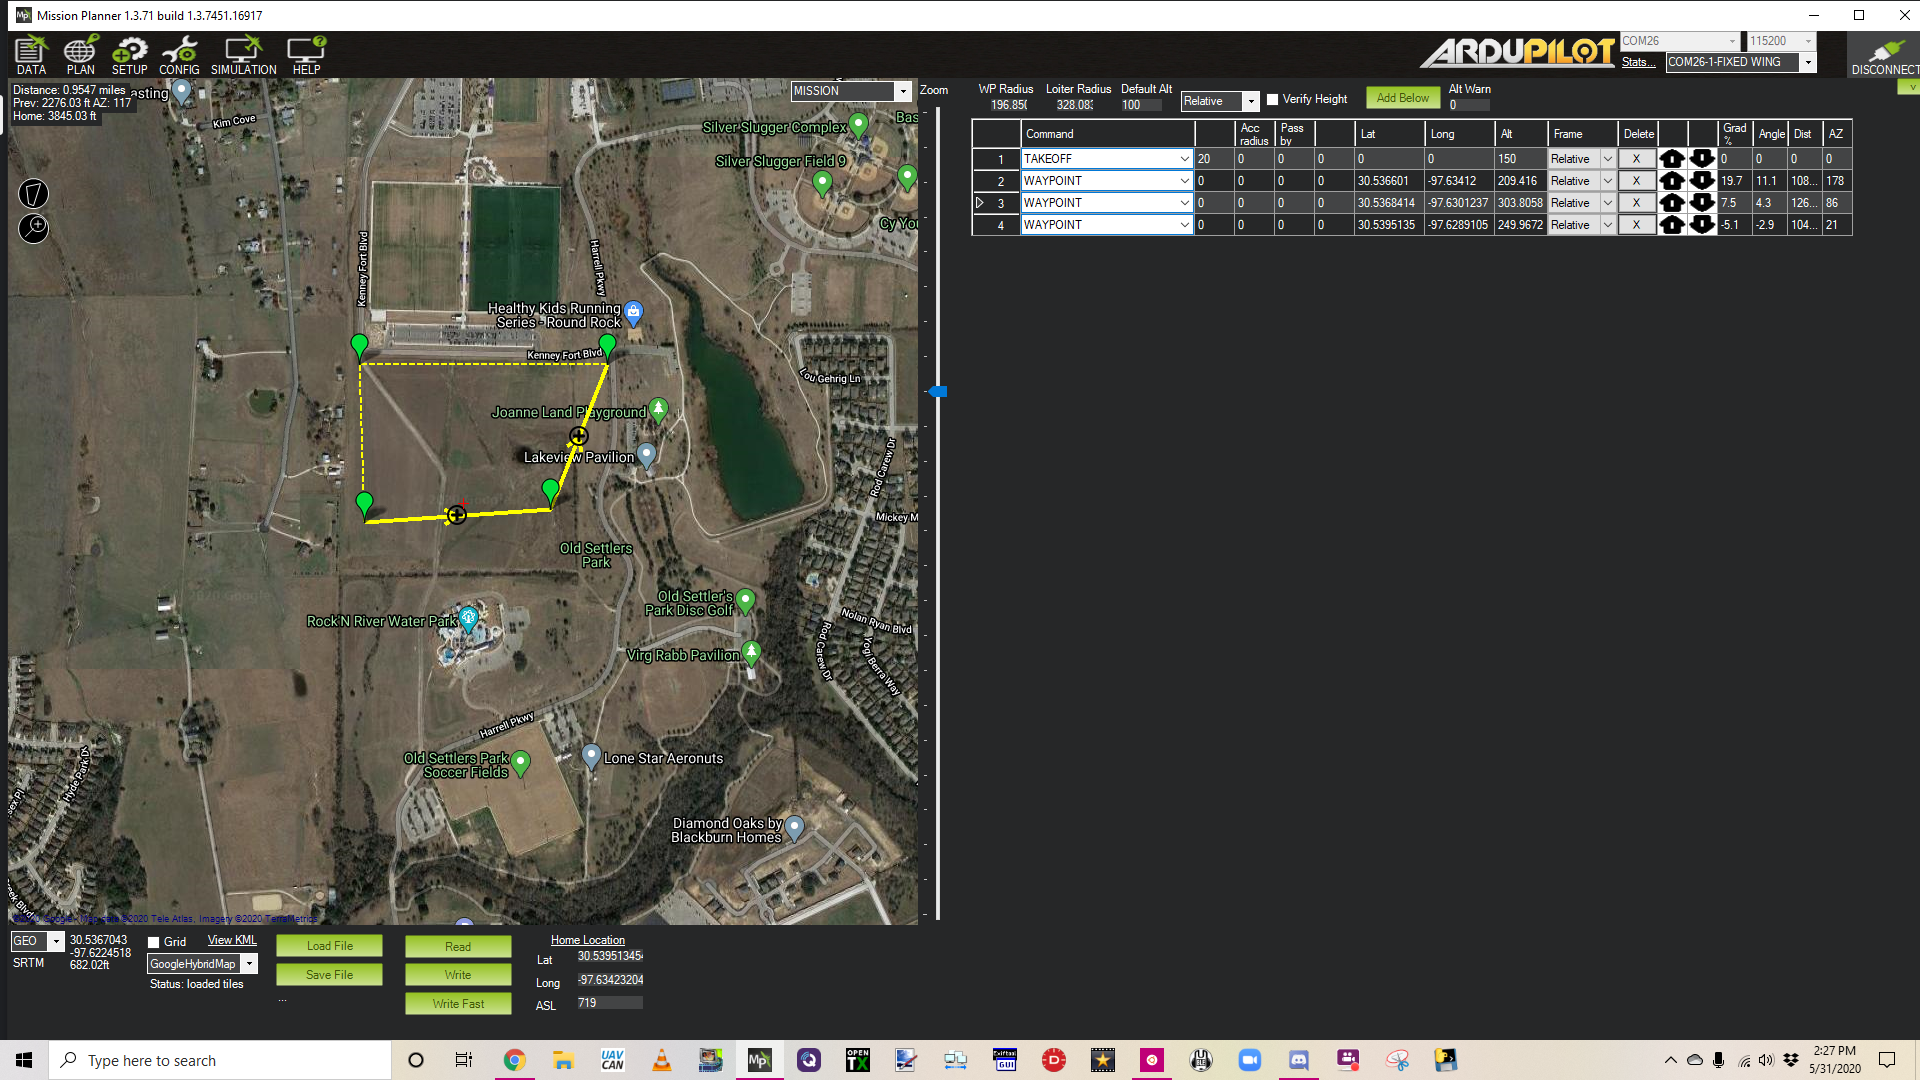 Mission Planner 1.3.71 build 1.3.7451.16917
DATA PLAN SETUP CONFIG SIMULATION HELP
ARDUPILOT
COM26 115200
Stats... COM26-1-FIXED WING
DISCONNECT
Distance: 0.9547 miles
Prev: 2276.03 ft AZ: 117
Home: 3845.03 ft
asting
MISSION
Zoom
Kim Cove
Silver Slugger Complex
Bas
Silver Slugger Field 9
Cy You
Kenney Fort Blvd
Harrell Pkwy
Healthy Kids Running
Series - Round Rock
Kenney Fort Blvd
Lou Gehrig Ln
Joanne Land Playground
Lakeview Pavilion
Rod Carew Dr
Mickey M
Old Settlers
Park
Old Settler's
Park Disc Golf
Rock'N River Water Park
Nolan Ryan Blvd
Virg Rabb Pavilion
Rod Carew Dr
Yogi Berra Way
Harrell Pkwy
Old Settlers Park
Soccer Fields
Lone Star Aeronuts
Hyde Park Dr
Diamond Oaks by
Blackburn Homes
WP Radius Loiter Radius Default Alt Alt Warn
196.850 328.083 100 Relative Verify Height Add Below 0
Command Acc radius Pass by Lat Long Alt Frame Delete Grad % Angle Dist AZ
1 TAKEOFF 20 0 0 0 0 0 150 Relative X 0 0 0 0
2 WAYPOINT 0 0 0 0 30.536601 -97.63412 209.416 Relative X 19.7 11.1 108... 178
3 WAYPOINT 0 0 0 0 30.5368414 -97.6301237 303.8058 Relative X 7.5 4.3 126... 86
4 WAYPOINT 0 0 0 0 30.5395135 -97.6289105 249.9672 Relative X -5.1 -2.9 104... 21
GEO
SRTM
30.5367043
-97.6224518
682.02ft
Grid View KML
GoogleHybridMap
Status: loaded tiles
Load File
Save File
...
Read
Write
Write Fast
Home Location
Lat 30.539513454
Long -97.63423204
ASL 719
Type here to search
UAV
CAN
Mp
OPEN
TX
GUI
2:27 PM
5/31/2020